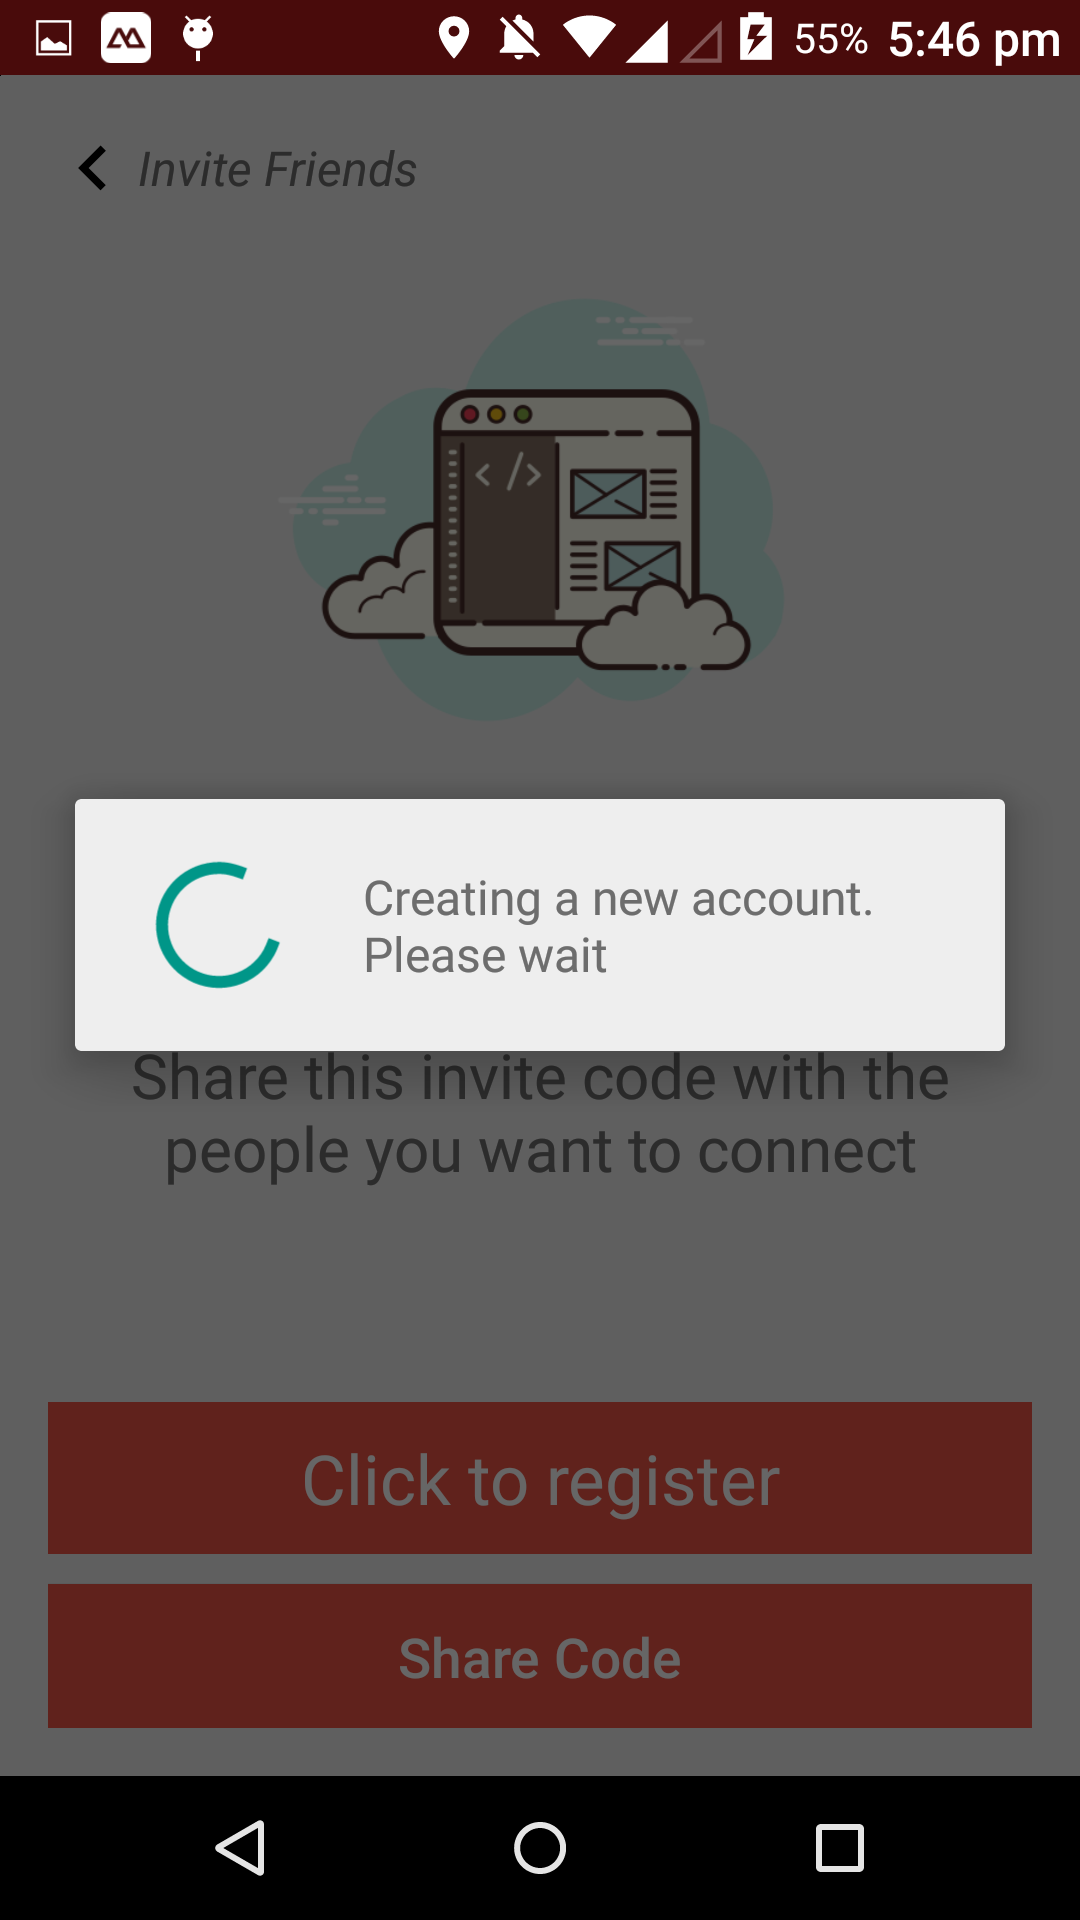 55% 5:46 pm
Invite Friends
< / >
Creating a new account.
Please wait
Share this invite code with the
people you want to connect
Click to register
Share Code